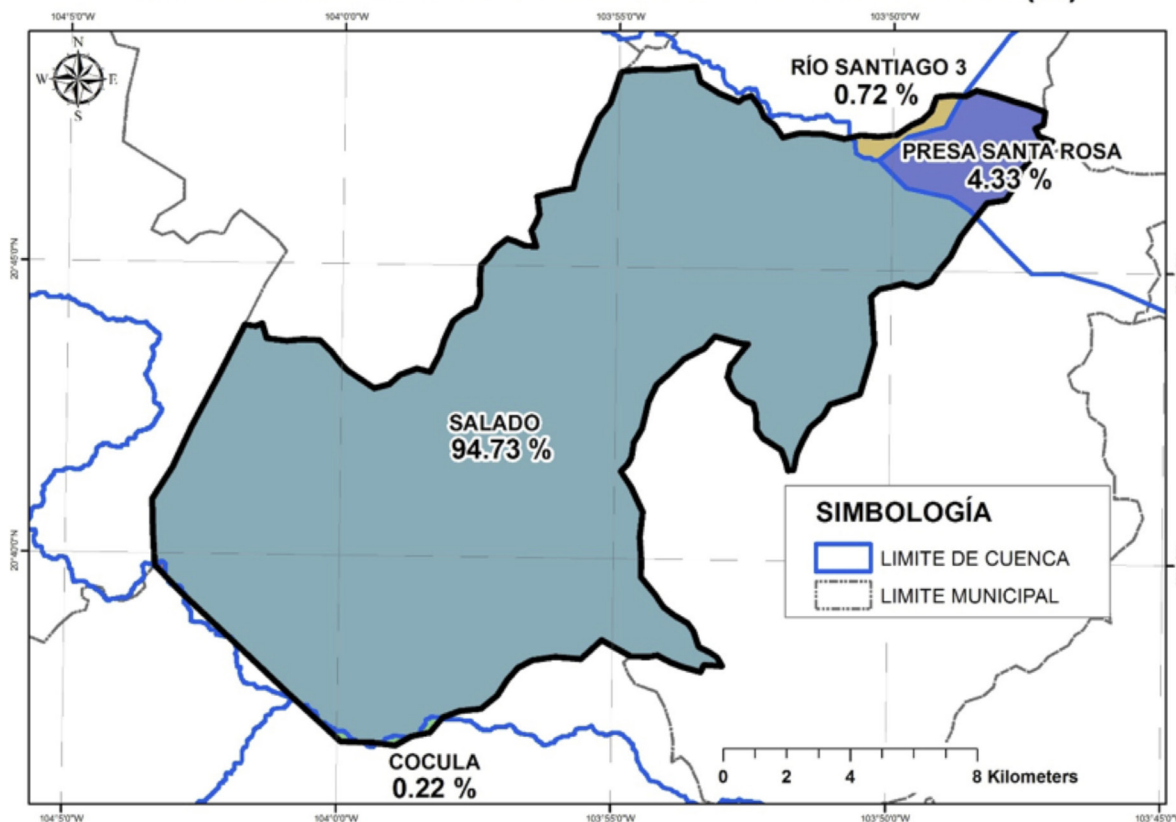 104°5'0"W 104°0'0"W 103°55'0"W 103°50'0"W
N
W E
S
RÍO SANTIAGO 3
0.72 %
PRESA SANTA ROSA
4.33 %
20°45'0"N
SALADO
94.73 %
SIMBOLOGÍA
LIMITE DE CUENCA
LIMITE MUNICIPAL
20°40'0"N
COCULA
0.22 %
0 2 4 8 Kilometers
104°5'0"W 104°0'0"W 103°55'0"W 103°50'0"W 103°45'0"W